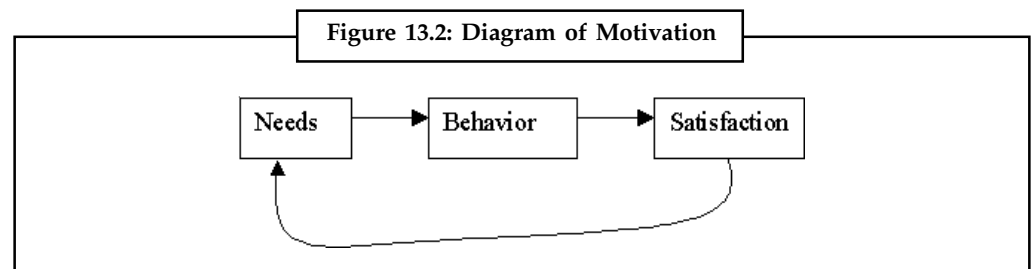 Figure 13.2: Diagram of Motivation
Needs
Behavior
Satisfaction